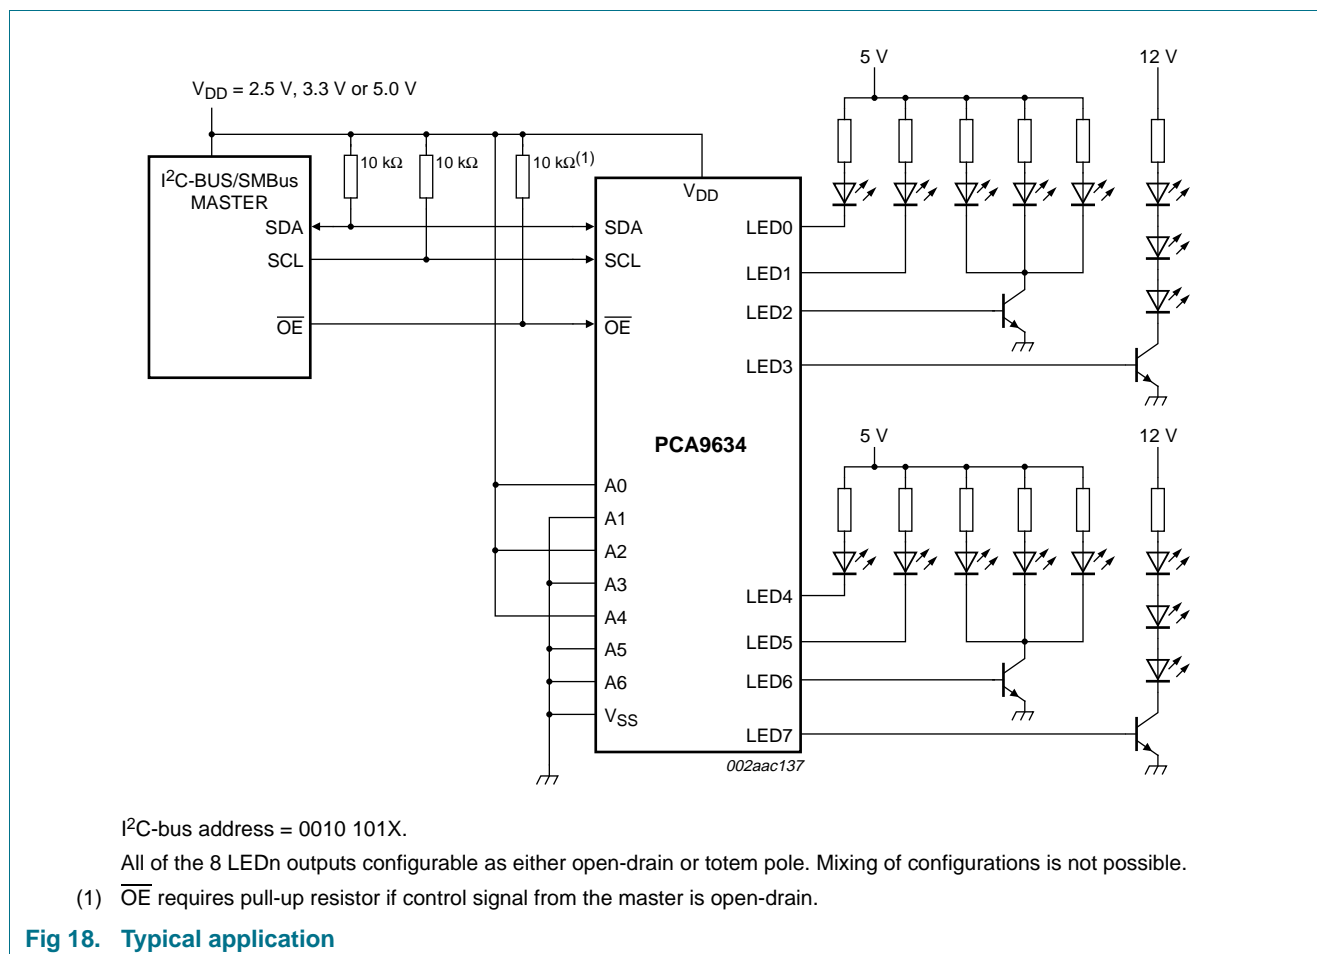 5 V
12 V
VDD = 2.5 V, 3.3 V or 5.0 V
10 kΩ
10 kΩ
10 kΩ(1)
I2C-BUS/SMBus
MASTER
SDA
SCL
OE
VDD
SDA
SCL
OE
LED0
LED1
LED2
LED3
PCA9634
5 V
12 V
A0
A1
A2
A3
A4
A5
A6
VSS
LED4
LED5
LED6
LED7
002aac137
I2C-bus address = 0010 101X.
All of the 8 LEDn outputs configurable as either open-drain or totem pole. Mixing of configurations is not possible.
(1) OE requires pull-up resistor if control signal from the master is open-drain.
Fig 18. Typical application